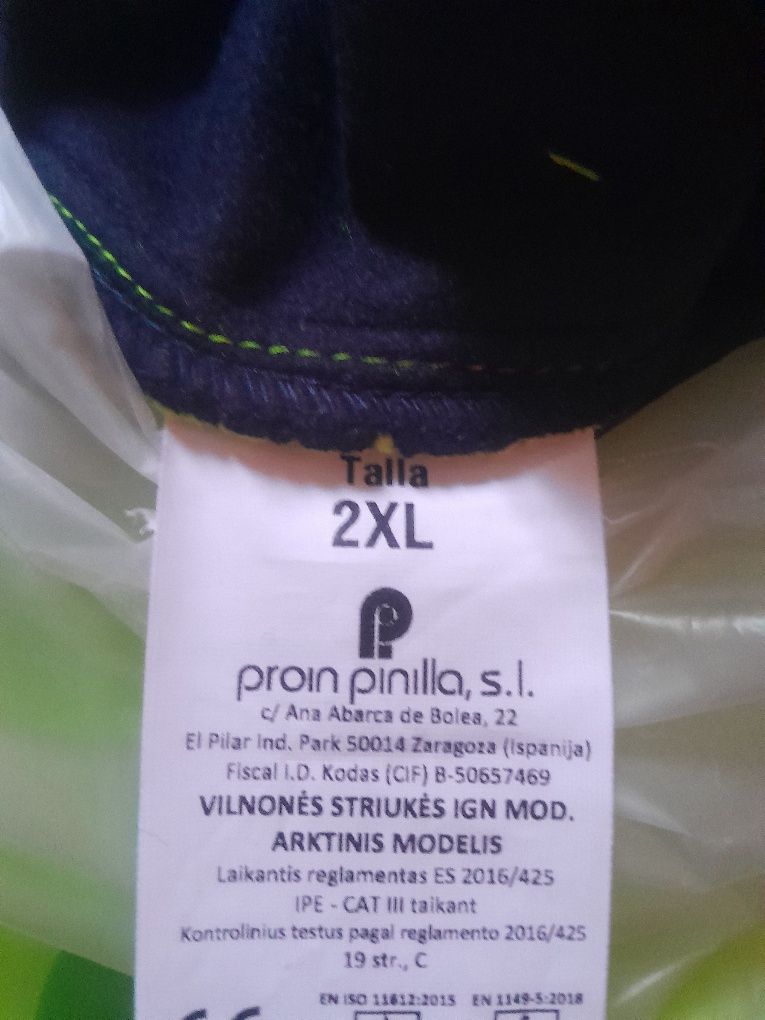 Talla
2XL
proin pinilla, s.l.
c/ Ana Abarca de Bolea, 22
El Pilar Ind. Park 50014 Zaragoza (Ispanija)
Fiscal I.D. Kodas (CIF) B-50657469
VILNONĖS STRIUKĖS IGN MOD.
ARKTINIS MODELIS
Laikantis reglamentas ES 2016/425
IPE - CAT III taikant
Kontrolinius testus pagal reglamento 2016/425
19 str., C
EN ISO 11612:2015 EN 1149-5:2018
CE